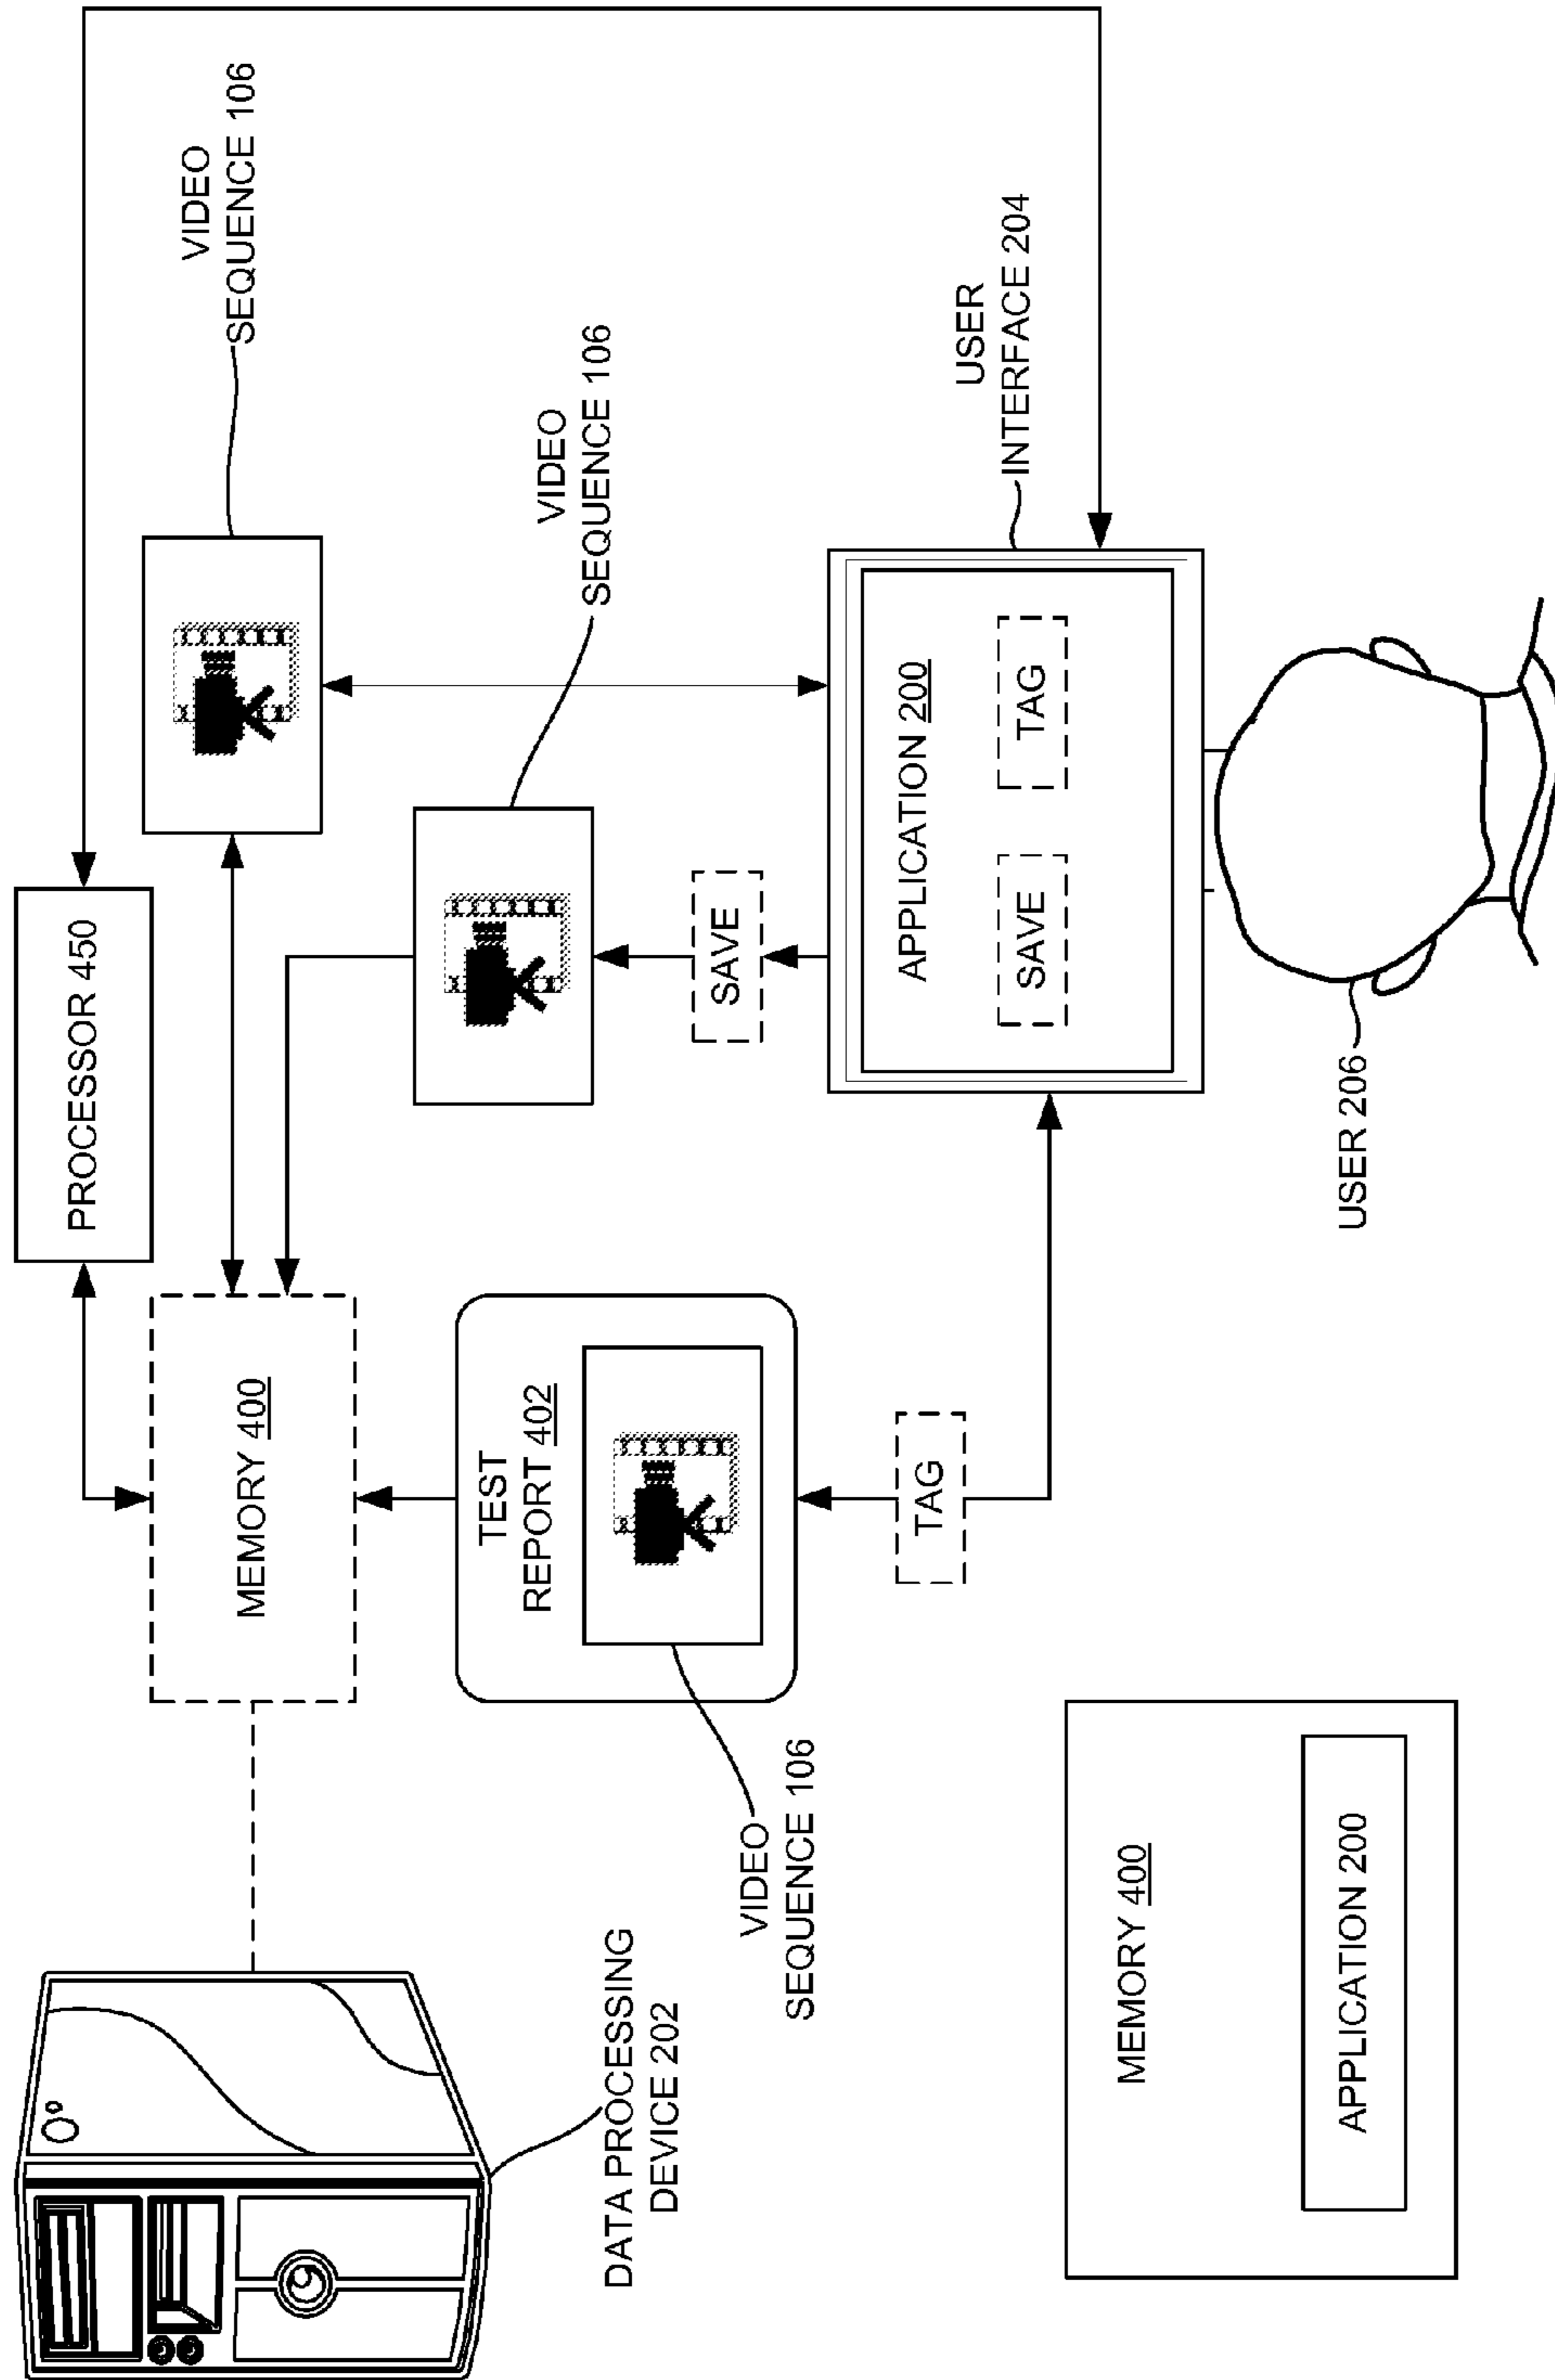 PROCESSOR 450
VIDEO
SEQUENCE 106
MEMORY 400
VIDEO
SEQUENCE 106
TEST
REPORT 402
SAVE
DATA PROCESSING
DEVICE 202
VIDEO
SEQUENCE 106
TAG
USER
INTERFACE 204
APPLICATION 200
SAVE
TAG
MEMORY 400
APPLICATION 200
USER 206